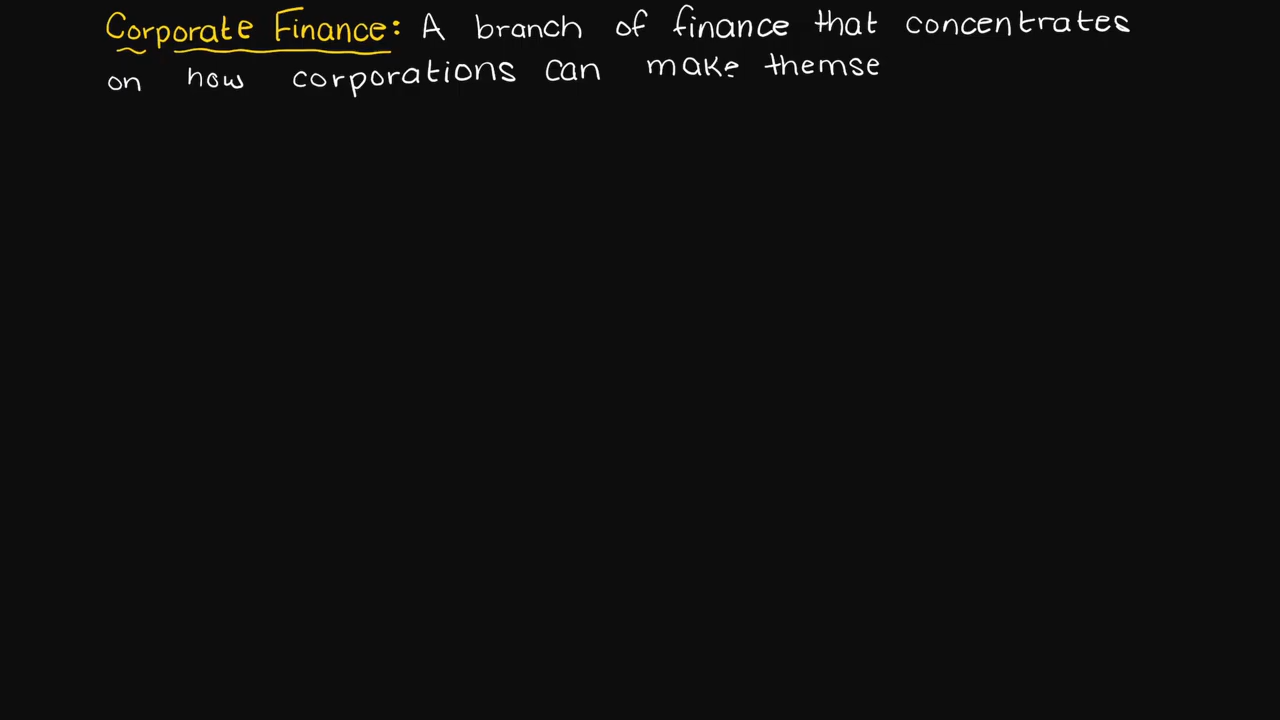 Corporate Finance: A branch of finance that concentrates
on how corporations can make themse